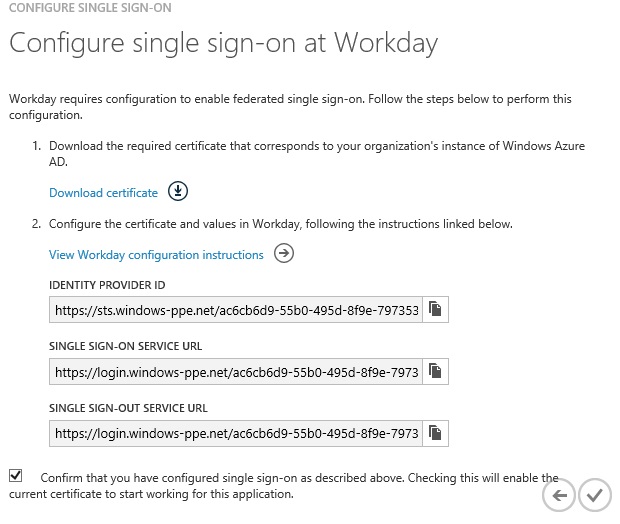 CONFIGURE SINGLE SIGN-ON
Configure single sign-on at Workday
Workday requires configuration to enable federated single sign-on. Follow the steps below to perform this
configuration.
1. Download the required certificate that corresponds to your organization's instance of Windows Azure
AD.
Download certificate
2. Configure the certificate and values in Workday, following the instructions linked below.
View Workday configuration instructions
IDENTITY PROVIDER ID
https://sts.windows-ppe.net/ac6cb6d9-55b0-495d-8f9e-797353
SINGLE SIGN-ON SERVICE URL
https://login.windows-ppe.net/ac6cb6d9-55b0-495d-8f9e-7973
SINGLE SIGN-OUT SERVICE URL
https://login.windows-ppe.net/ac6cb6d9-55b0-495d-8f9e-7973
Confirm that you have configured single sign-on as described above. Checking this will enable the
current certificate to start working for this application.